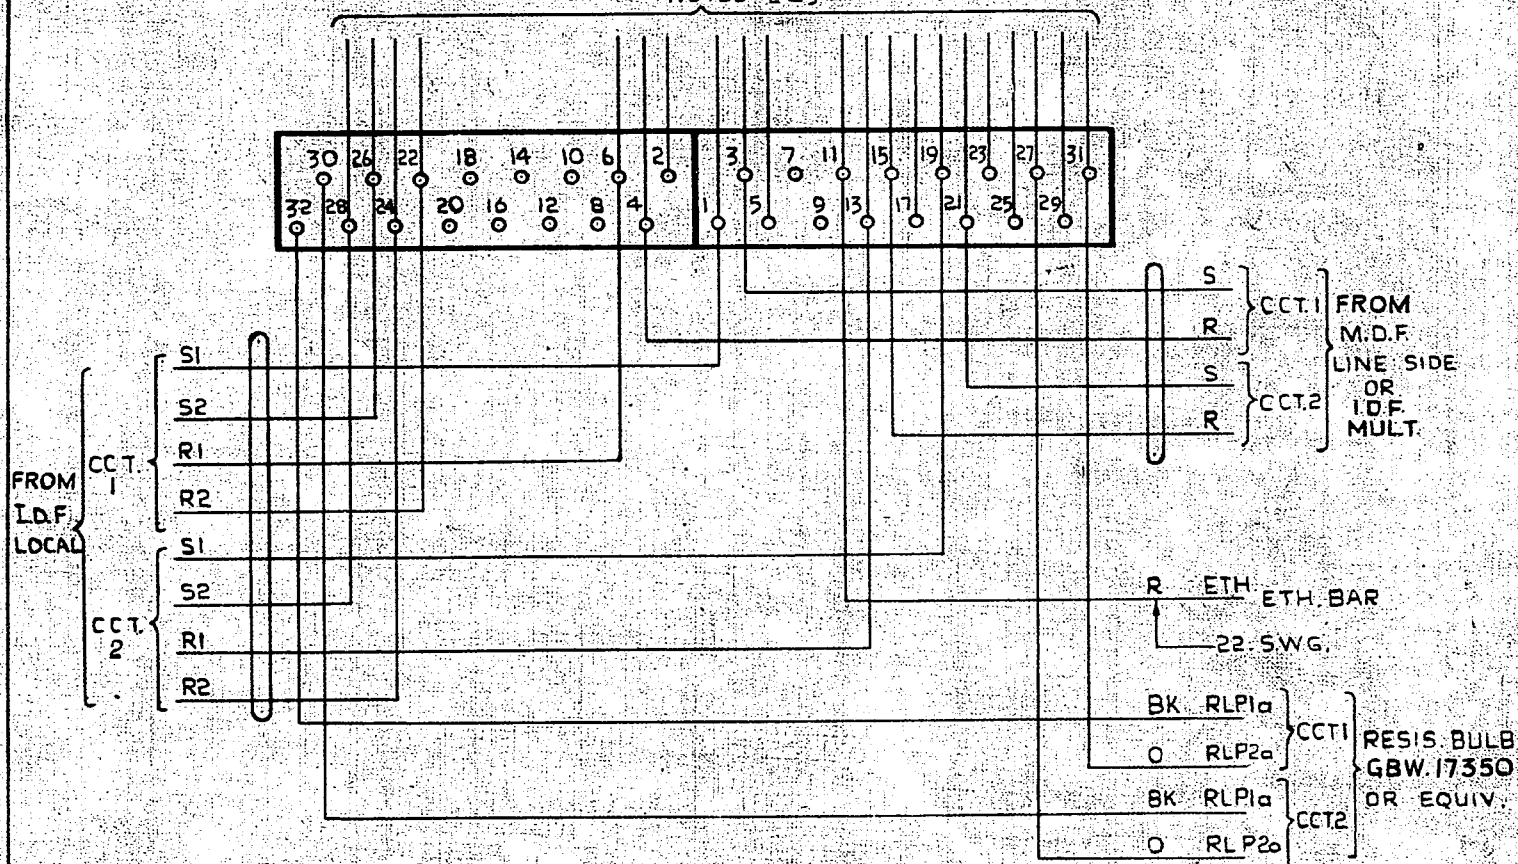 30 26 22 18 14 10 6 2 3 7 11 15 19 23 27 31
32 28 24 20 16 12 8 4 1 5 9 13 17 21 25 29
S
CCT.1
R
S
CCT.2
R
FROM
M.D.F.
LINE SIDE
OR
I.D.F.
MULT.
FROM
I.D.F.
LOCAL
CCT.
1
S1
S2
R1
R2
CCT.
2
S1
S2
R1
R2
R ETH ETH. BAR
22. S.W.G.
BK RLP1a
CCT1
O RLP2a
BK RLP1a
CCT.2
O RLP2a
RESIS. BULB
GBW. 17350
OR EQUIV.